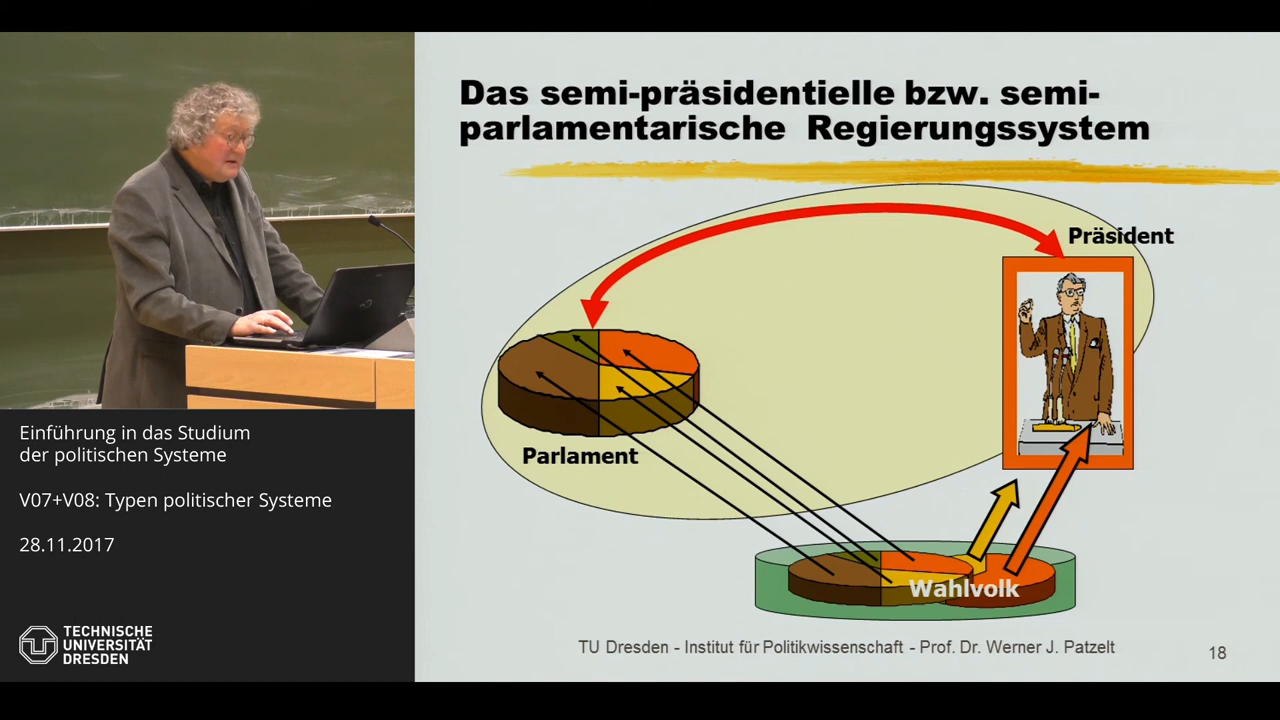 Das semi-präsidentielle bzw. semi-
parlamentarische Regierungssystem
Präsident
Parlament
Wahlvolk
TU Dresden - Institut für Politikwissenschaft - Prof. Dr. Werner J. Patzelt
18
Einführung in das Studium
der politischen Systeme
V07+V08: Typen politischer Systeme
28.11.2017
TECHNISCHE
UNIVERSITÄT
DRESDEN